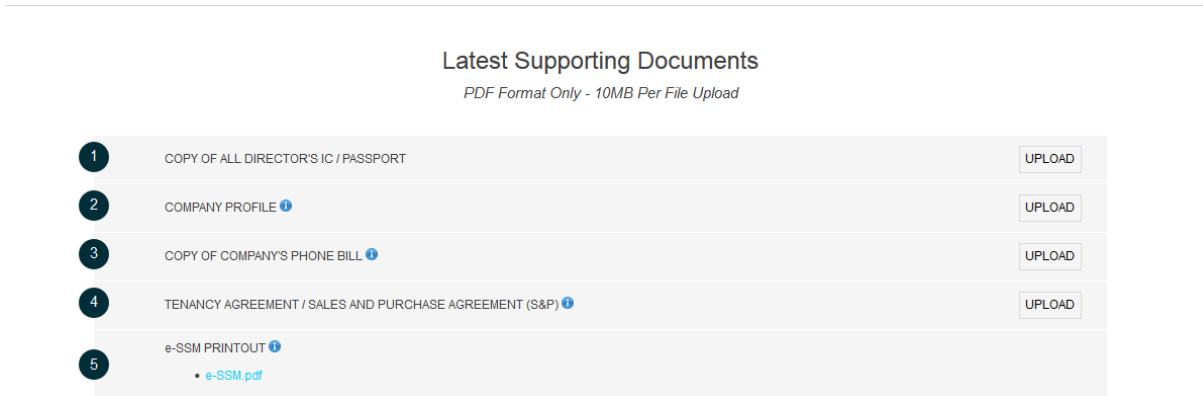 Latest Supporting Documents
PDF Format Only - 10MB Per File Upload
1 COPY OF ALL DIRECTOR'S IC / PASSPORT UPLOAD
2 COMPANY PROFILE UPLOAD
3 COPY OF COMPANY'S PHONE BILL UPLOAD
4 TENANCY AGREEMENT / SALES AND PURCHASE AGREEMENT (S&P) UPLOAD
e-SSM PRINTOUT
5
• e-SSM.pdf